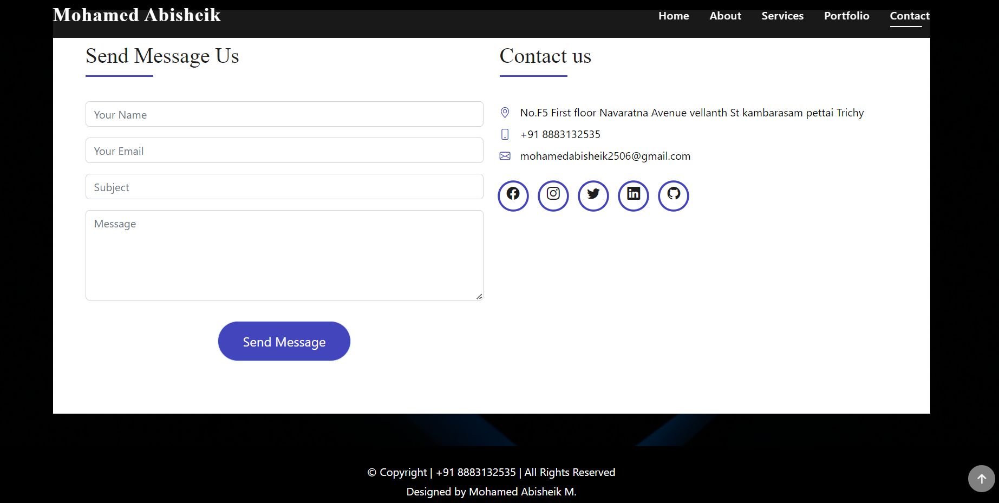 Mohamed Abisheik
Home About Services Portfolio Contact
Send Message Us
Your Name
Your Email
Subject
Message
Send Message
Contact us
No.F5 First floor Navaratna Avenue vellanth St kambarasam pettai Trichy
+91 8883132535
mohamedabisheik2506@gmail.com
© Copyright | +91 8883132535 | All Rights Reserved
Designed by Mohamed Abisheik M.